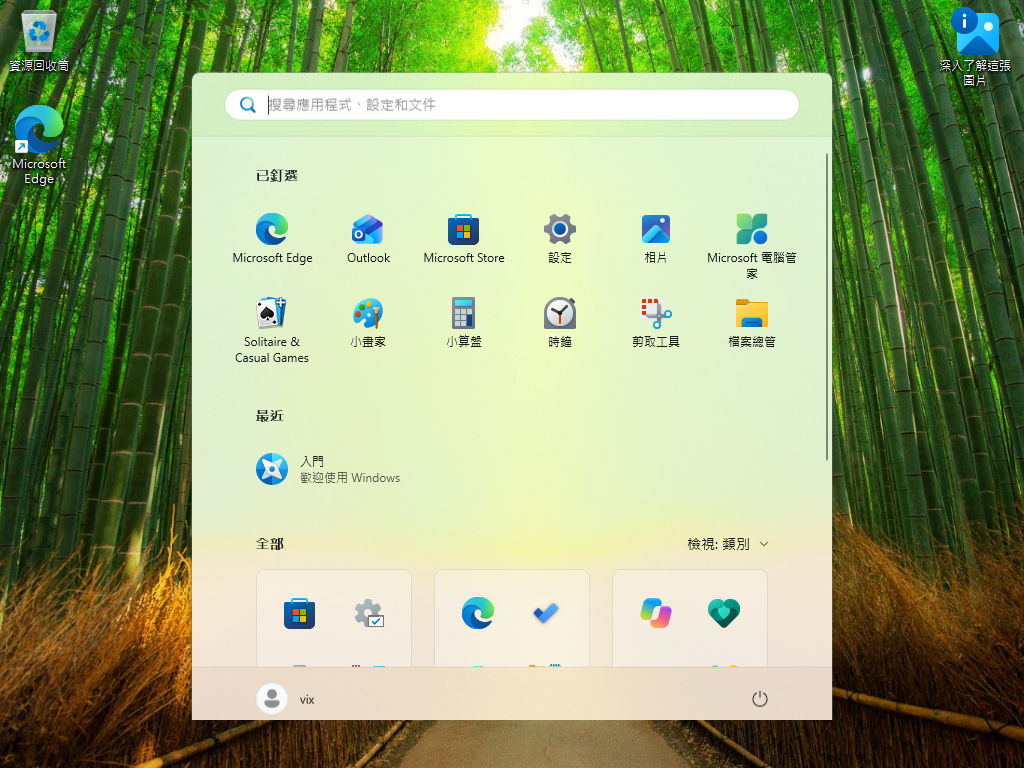 資源回收筒
Microsoft
Edge
深入了解這張
圖片
搜尋應用程式、設定和文件
已釘選
Microsoft Edge
Outlook
Microsoft Store
設定
相片
Microsoft 電腦管
家
Solitaire &
Casual Games
小畫家
小算盤
時鐘
剪取工具
檔案總管
最近
入門
歡迎使用 Windows
全部
檢視: 類別
vix